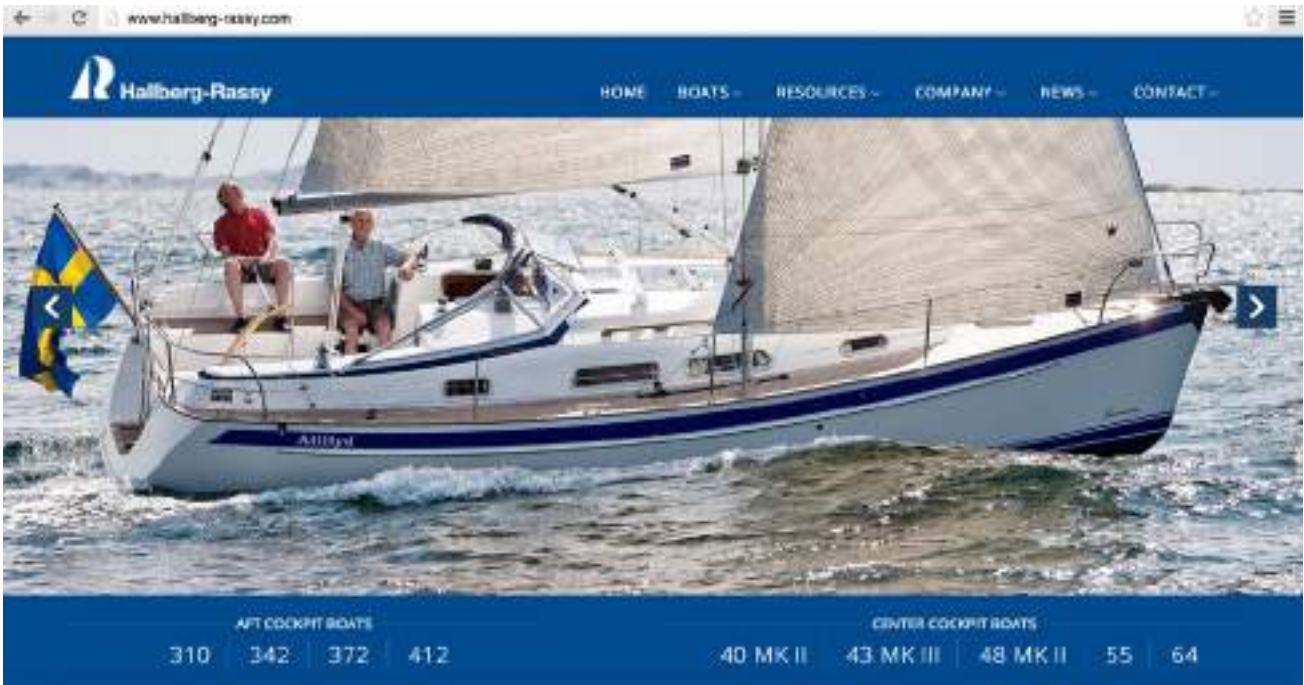 www.hallberg-rassy.com
Hallberg-Rassy
HOME BOATS RESOURCES COMPANY NEWS CONTACT
AFT COCKPIT BOATS
310 342 372 412
CENTER COCKPIT BOATS
40 MK II 43 MK III 48 MK II 55 64